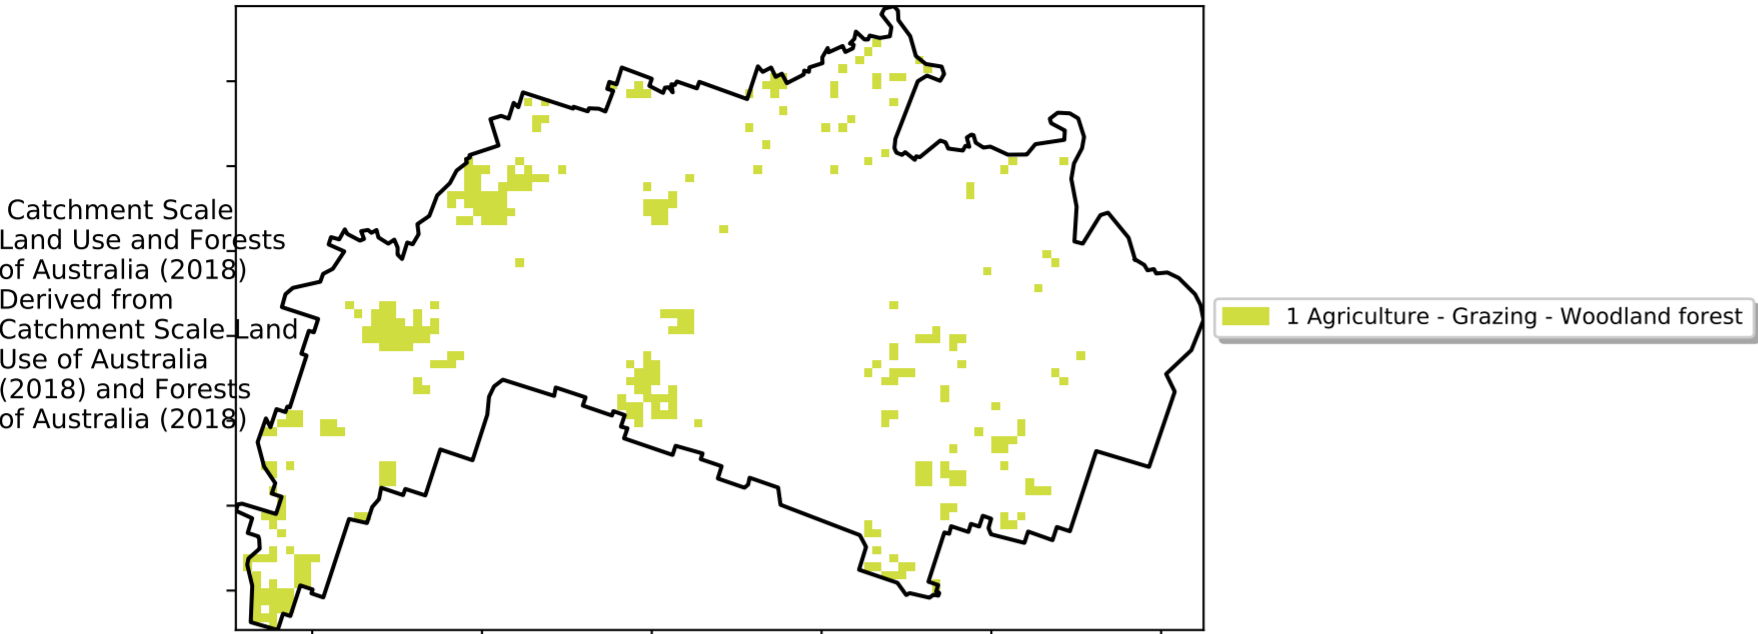 Catchment Scale
Land Use and Forests
of Australia (2018)
Derived from
Catchment Scale Land
Use of Australia
(2018) and Forests
of Australia (2018)
1 Agriculture - Grazing - Woodland forest